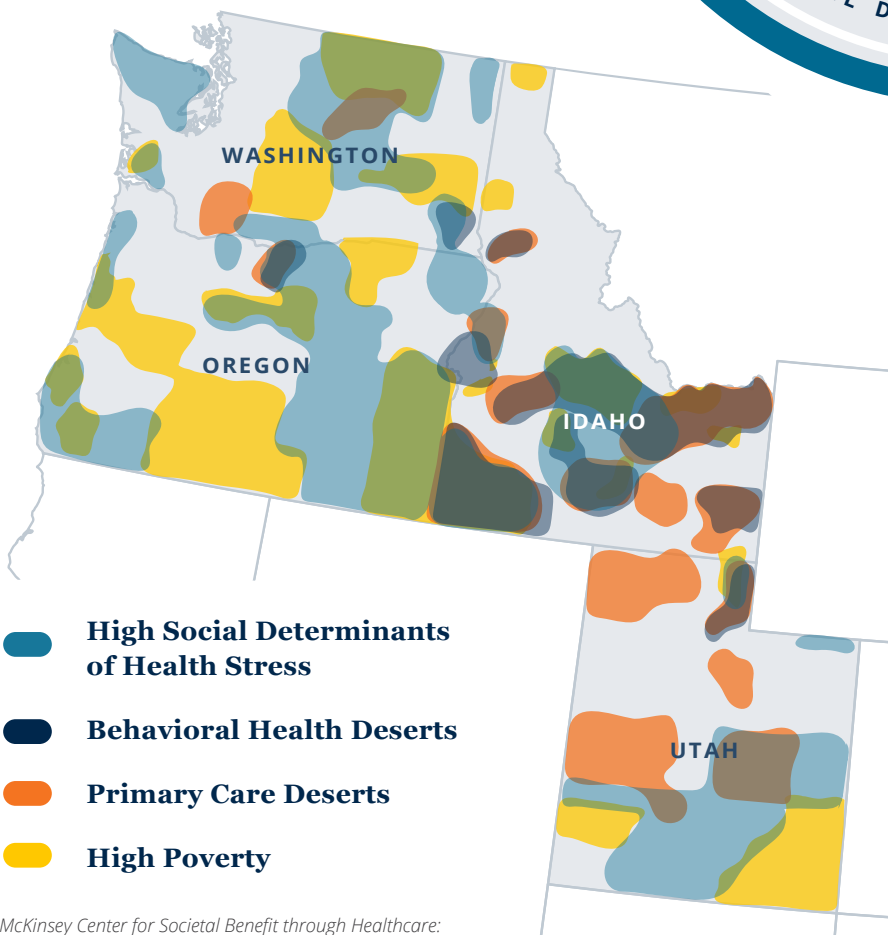 WASHINGTON
OREGON
IDAHO
UTAH
High Social Determinants
of Health Stress
Behavioral Health Deserts
Primary Care Deserts
High Poverty
McKinsey Center for Societal Benefit through Healthcare: